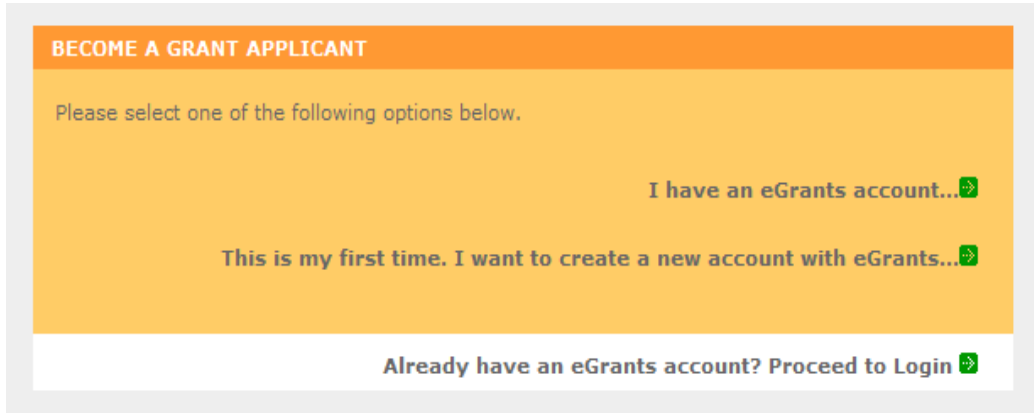 BECOME A GRANT APPLICANT
Please select one of the following options below.
I have an eGrants account...
This is my first time. I want to create a new account with eGrants...
Already have an eGrants account? Proceed to Login